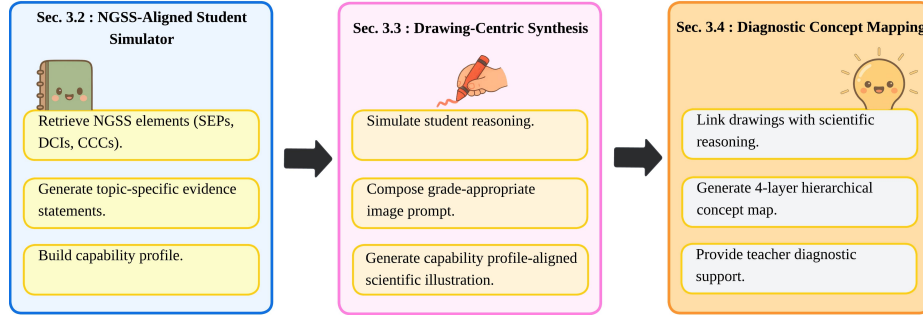 Sec. 3.2 : NGSS-Aligned Student
Simulator
Retrieve NGSS elements (SEPs,
DCIs, CCCs).
Generate topic-specific evidence
statements.
Build capability profile.
Sec. 3.3 : Drawing-Centric Synthesis
Simulate student reasoning.
Compose grade-appropriate
image prompt.
Generate capability profile-aligned
scientific illustration.
Sec. 3.4 : Diagnostic Concept Mapping
Link drawings with scientific
reasoning.
Generate 4-layer hierarchical
concept map.
Provide teacher diagnostic
support.